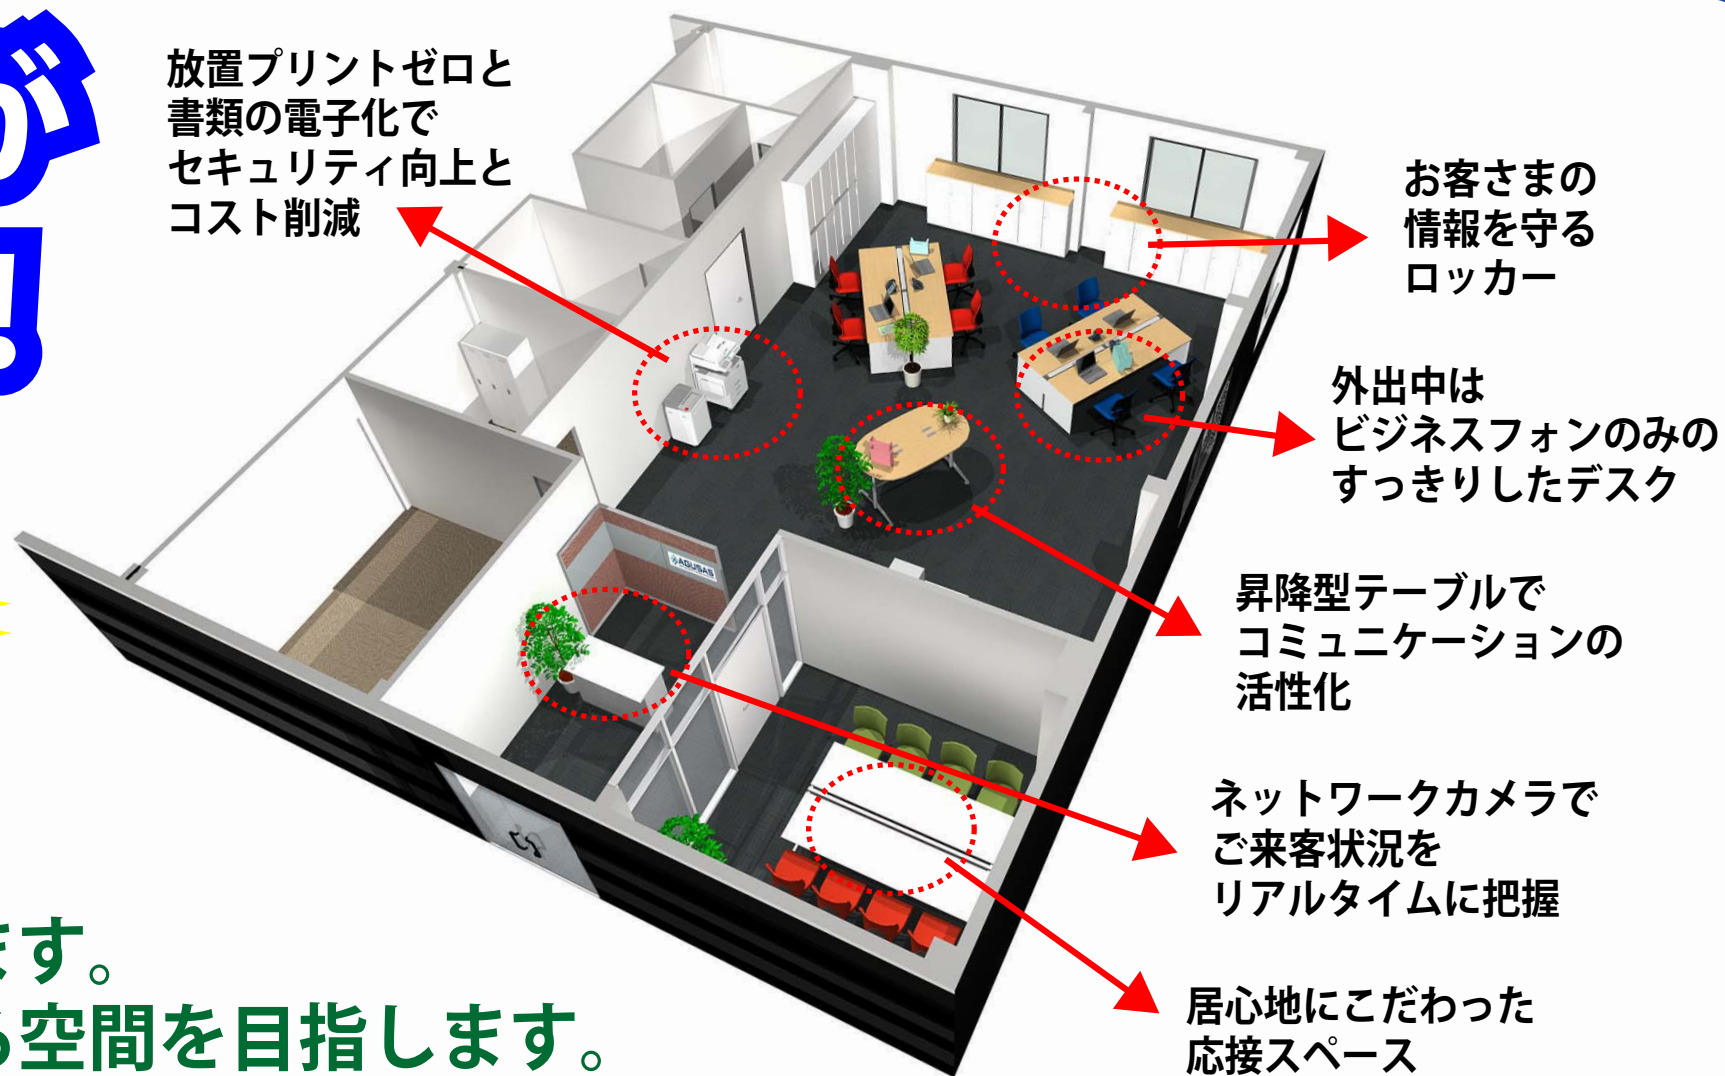 が
放置プリントゼロと
書類の電子化で
セキュリティ向上と
コスト削減
お客さまの
情報を守る
ロッカー
外出中は
ビジネスフォンのみの
すっきりしたデスク
昇降型テーブルで
コミュニケーションの
活性化
AGUSAS
ネットワークカメラで
ご来客状況を
リアルタイムに把握
居心地にこだわった
応接スペース
ます。
る空間を目指します。